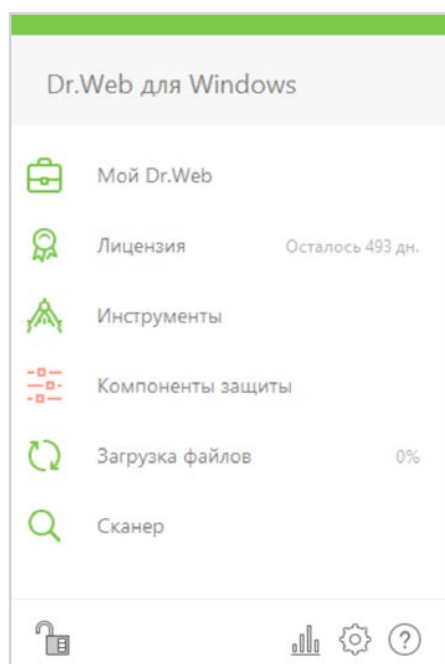 Dr.Web для Windows
Мой Dr.Web
Лицензия Осталось 493 дн.
Инструменты
Компоненты защиты
Загрузка файлов 0%
Сканер
?